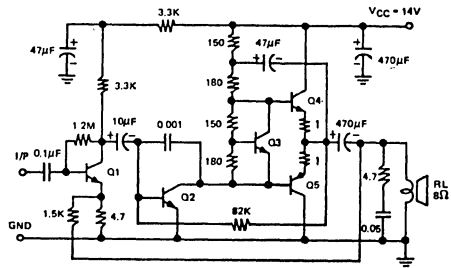 3.3K
VCC = 14V
47µF
+
-
150
47µF
+ -
+
-
470µF
3.3K
180
Q4
1.2M
10µF
+ -
0.001
150
1
470µF
+ -
I/P
0.1µF
Q1
Q3
1
180
Q2
Q5
4.7
RL
8Ω
1.5K
4.7
82K
0.05
GND